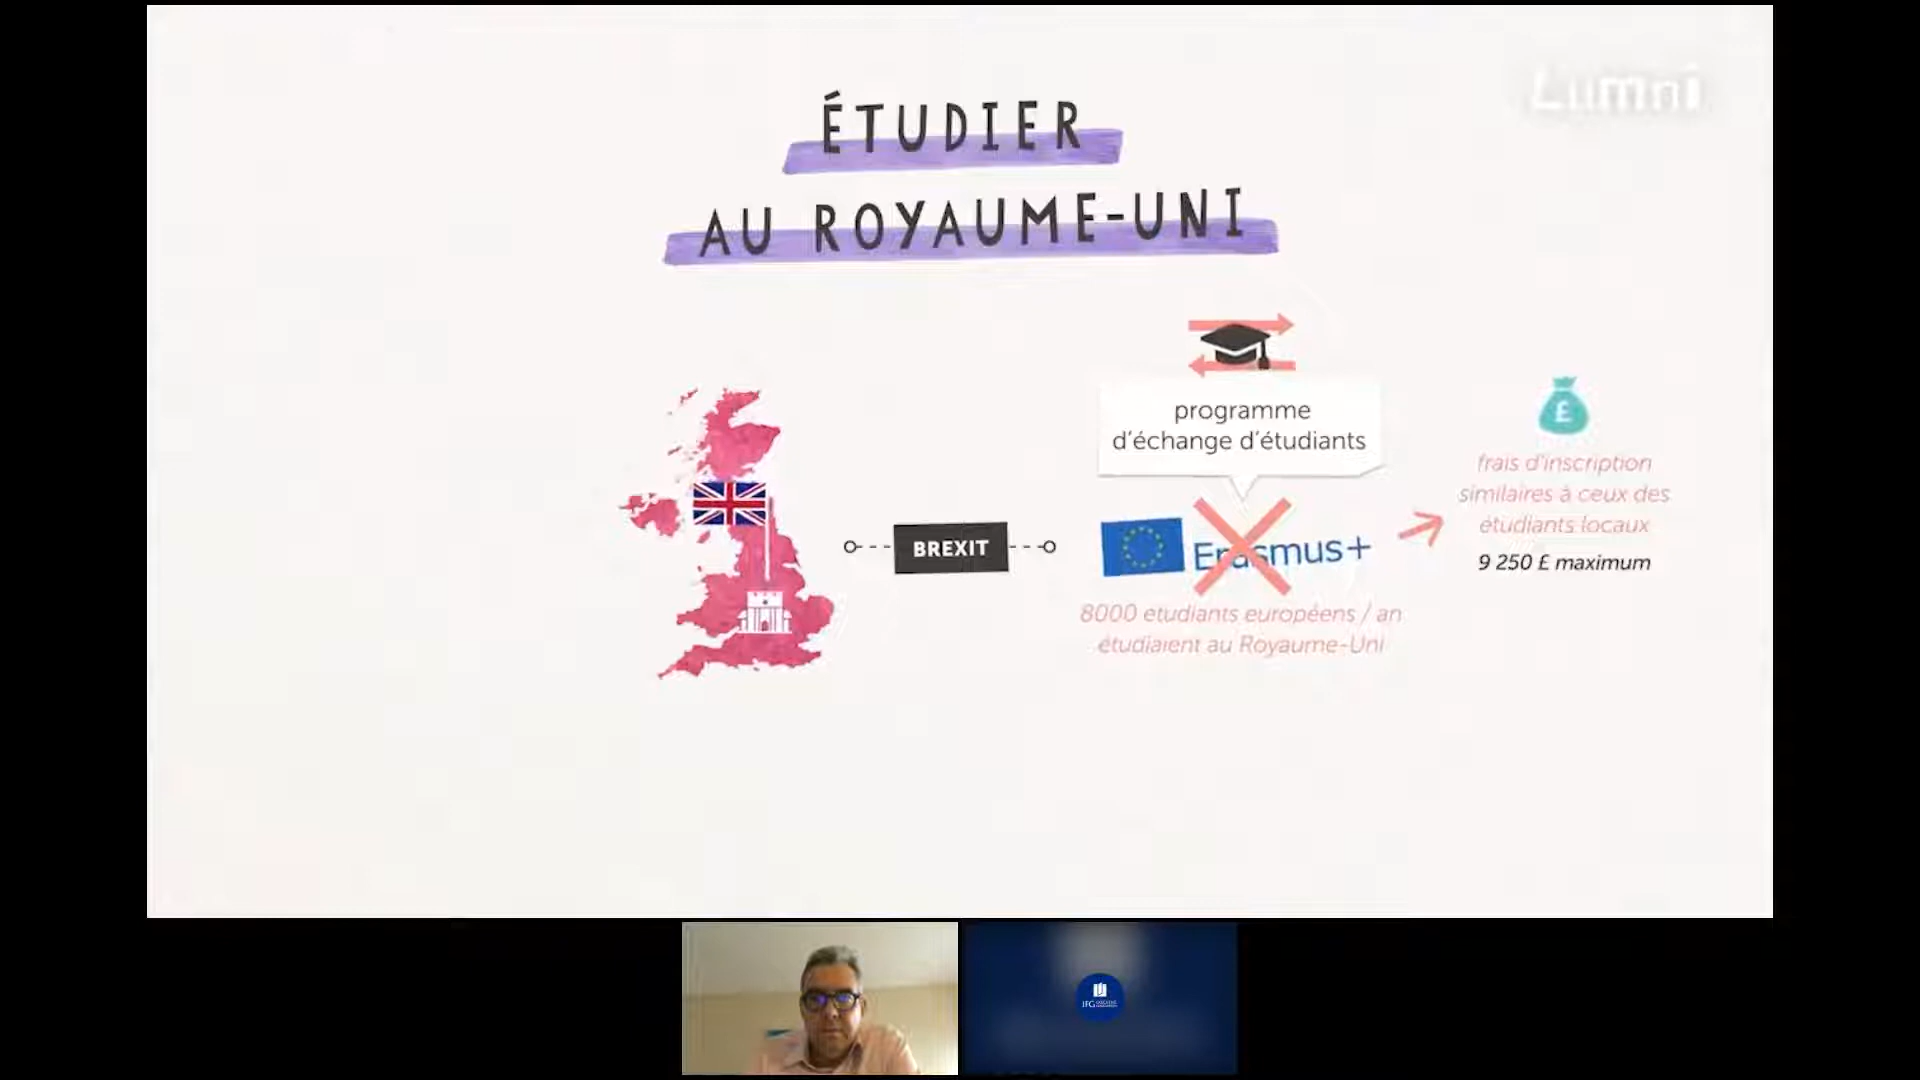 Lumni
ÉTUDIER
AU ROYAUME-UNI
programme
d'échange d'étudiants
BREXIT
Erasmus+
8000 etudiants européens / an
étudiaient au Royaume-Uni
£
frais d'inscription
similaires à ceux des
étudiants locaux
9 250 £ maximum
IFG